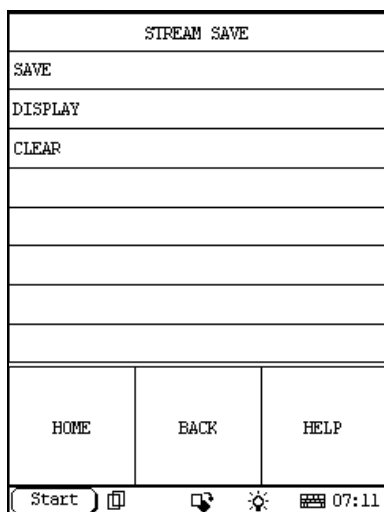 STREAM SAVE
SAVE
DISPLAY
CLEAR
HOME BACK HELP
Start 07:11